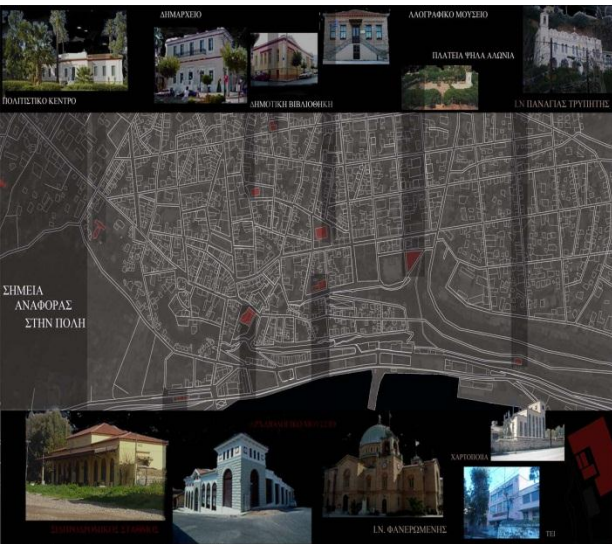 ΔΗΜΑΡΧΕΙΟ
ΛΑΟΓΡΑΦΙΚΟ ΜΟΥΣΕΙΟ
ΠΛΑΤΕΙΑ ΨΗΛΑ ΑΛΩΝΙΑ
ΠΟΛΙΤΙΣΤΙΚΟ ΚΕΝΤΡΟ
ΔΗΜΟΤΙΚΗ ΒΙΒΛΙΟΘΗΚΗ
Ι.Ν ΠΑΝΑΓΙΑΣ ΤΡΥΠΗΤΗΣ
ΣΗΜΕΙΑ
ΑΝΑΦΟΡΑΣ
ΣΤΗΝ ΠΟΛΗ
ΧΑΡΤΟΠΟΙΙΑ
Ι.Ν. ΦΑΝΕΡΩΜΕΝΗΣ
ΤΕΙ